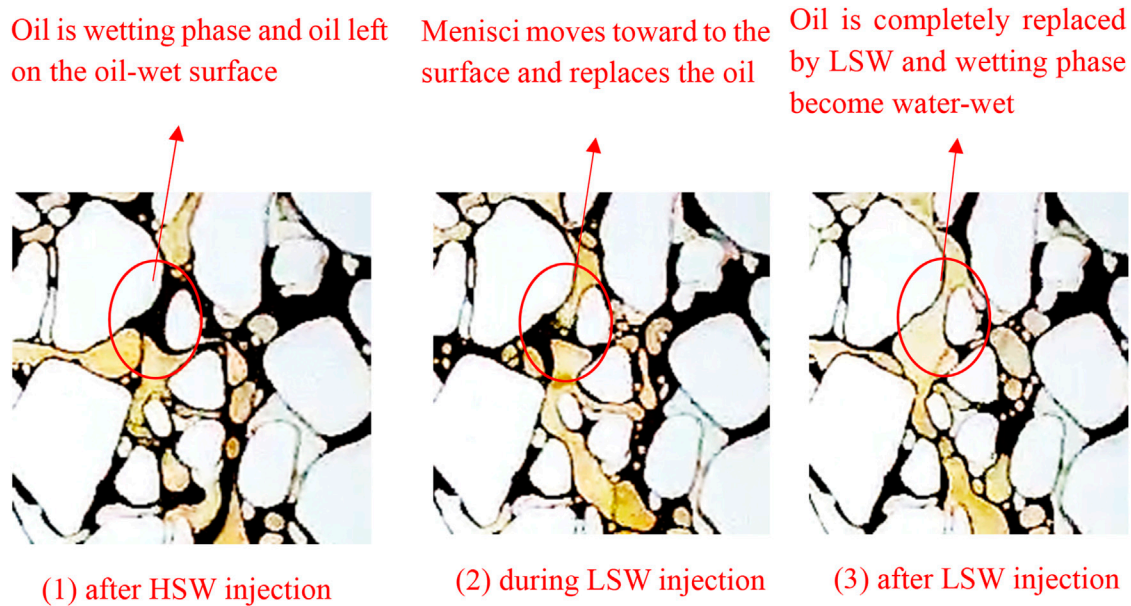 Oil is wetting phase and oil left
on the oil-wet surface
Menisci moves toward to the
surface and replaces the oil
Oil is completely replaced
by LSW and wetting phase
become water-wet
(1) after HSW injection
(2) during LSW injection
(3) after LSW injection